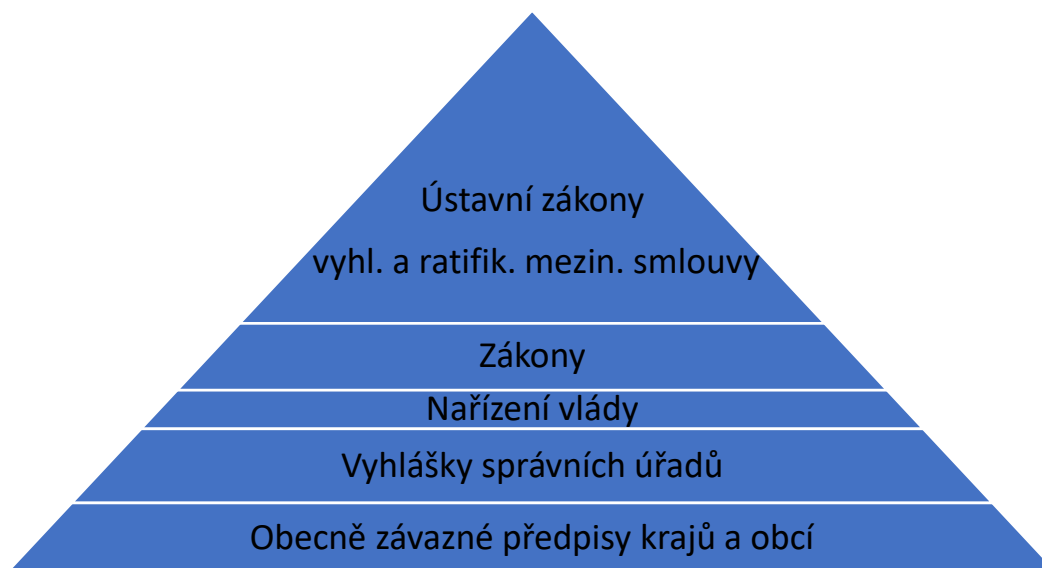 Ústavní zákony
vyhl. a ratifik. mezin. smlouvy
Zákony
Nařízení vlády
Vyhlášky správních úřadů
Obecně závazné předpisy krajů a obcí